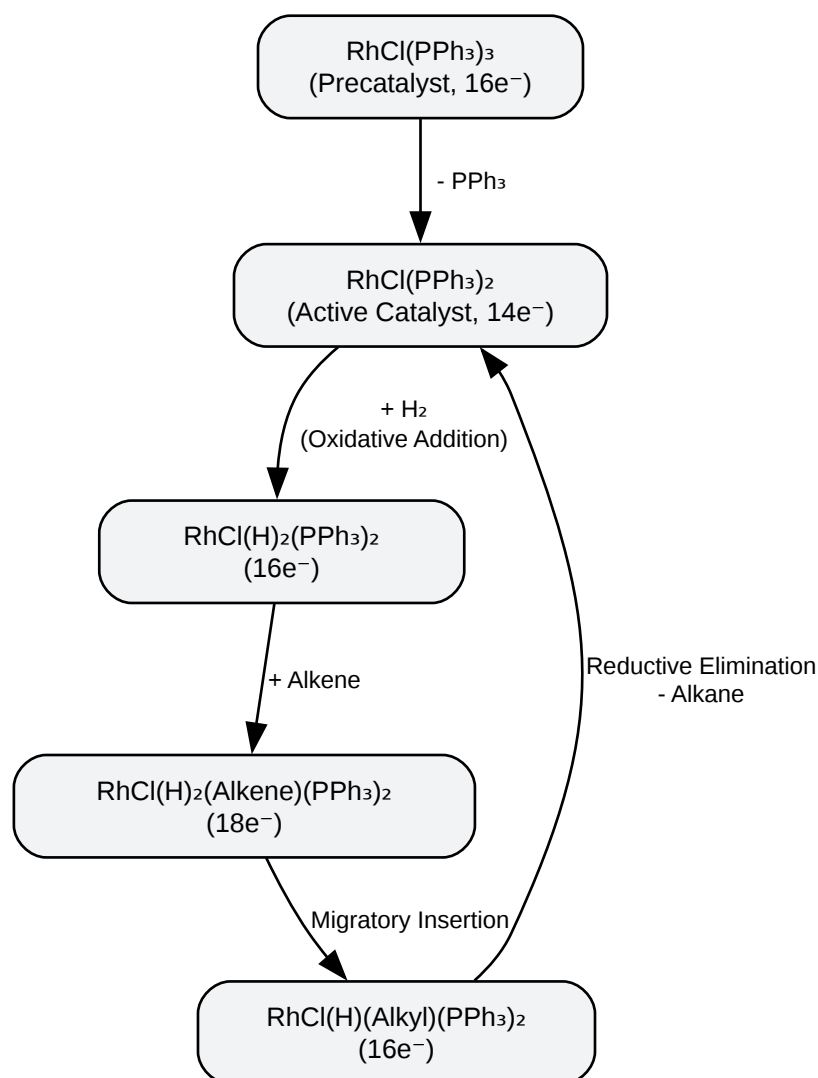 RhCl(PPh₃)₃
(Precatalyst, 16e⁻)
- PPh₃
RhCl(PPh₃)₂
(Active Catalyst, 14e⁻)
+ H₂
(Oxidative Addition)
RhCl(H)₂(PPh₃)₂
(16e⁻)
+ Alkene
Reductive Elimination
- Alkane
RhCl(H)₂(Alkene)(PPh₃)₂
(18e⁻)
Migratory Insertion
RhCl(H)(Alkyl)(PPh₃)₂
(16e⁻)